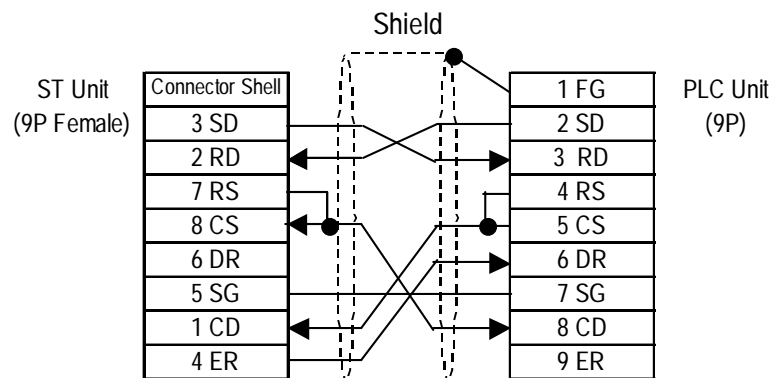 Shield
ST Unit
(9P Female)
Connector Shell
3 SD
2 RD
7 RS
8 CS
6 DR
5 SG
1 CD
4 ER
1 FG
2 SD
3 RD
4 RS
5 CS
6 DR
7 SG
8 CD
9 ER
PLC Unit
(9P)